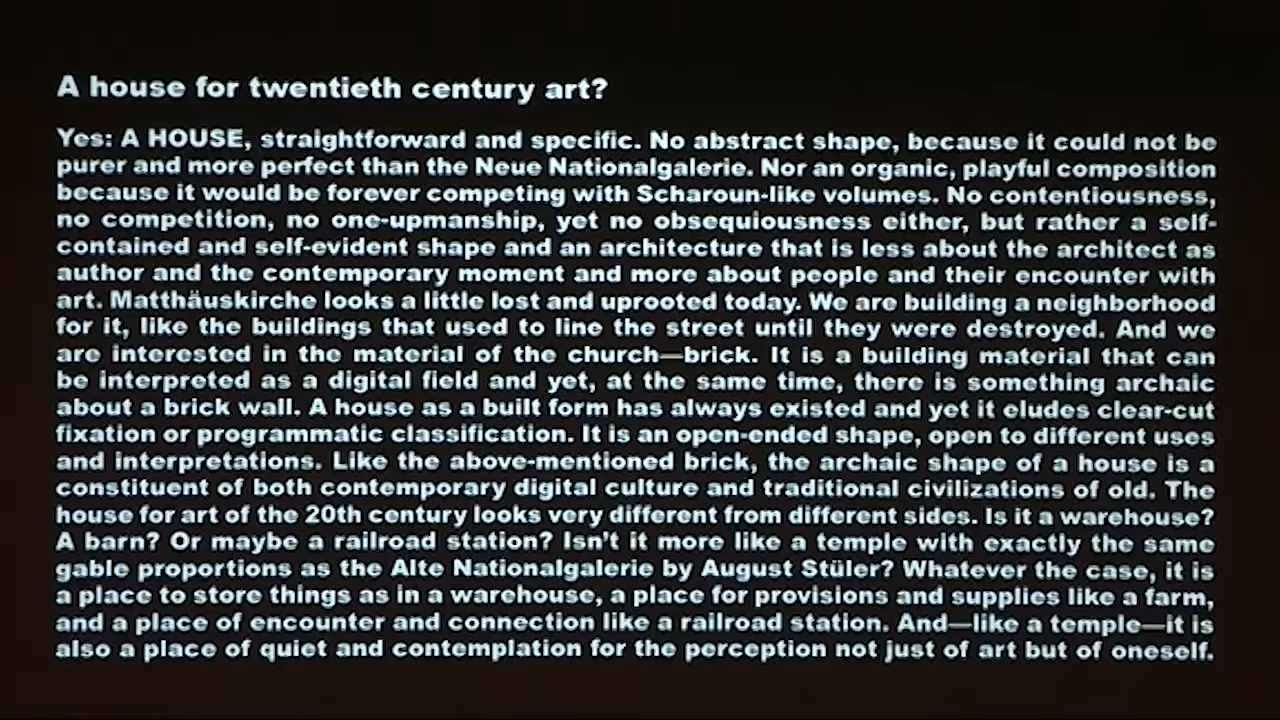 A house for twentieth century art?
Yes: A HOUSE, straightforward and specific. No abstract shape, because it could not be
purer and more perfect than the Neue Nationalgalerie. Nor an organic, playful composition
because it would be forever competing with Scharoun-like volumes. No contentiousness,
no competition, no one-upmanship, yet no obsequiousness either, but rather a self-
contained and self-evident shape and an architecture that is less about the architect as
author and the contemporary moment and more about people and their encounter with
art. Matthäuskirche looks a little lost and uprooted today. We are building a neighborhood
for it, like the buildings that used to line the street until they were destroyed. And we
are interested in the material of the church—brick. It is a building material that can
be interpreted as a digital field and yet, at the same time, there is something archaic
about a brick wall. A house as a built form has always existed and yet it eludes clear-cut
fixation or programmatic classification. It is an open-ended shape, open to different uses
and interpretations. Like the above-mentioned brick, the archaic shape of a house is a
constituent of both contemporary digital culture and traditional civilizations of old. The
house for art of the 20th century looks very different from different sides. Is it a warehouse?
A barn? Or maybe a railroad station? Isn't it more like a temple with exactly the same
gable proportions as the Alte Nationalgalerie by August Stüler? Whatever the case, it is
a place to store things as in a warehouse, a place for provisions and supplies like a farm,
and a place of encounter and connection like a railroad station. And—like a temple—it is
also a place of quiet and contemplation for the perception not just of art but of oneself.